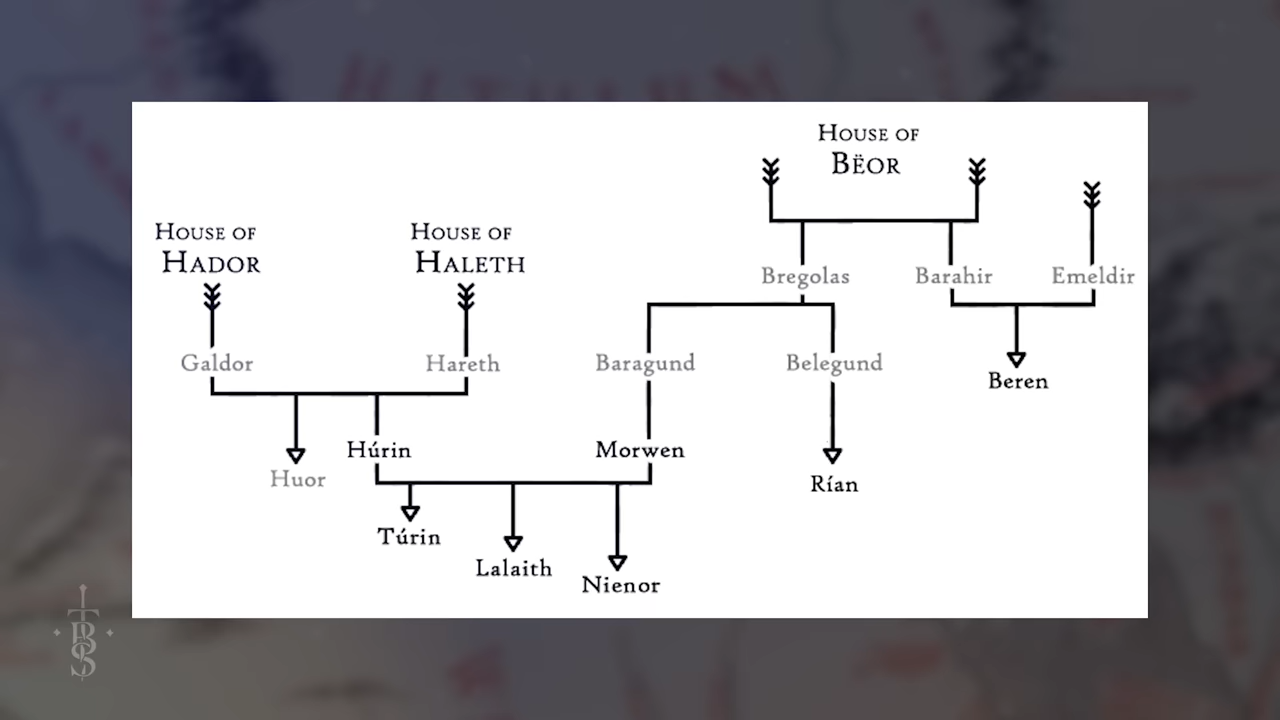 HOUSE OF
BËOR
HOUSE OF
HADOR
HOUSE OF
HALETH
Bregolas
Barahir
Emeldir
Galdor
Hareth
Baragund
Belegund
Beren
Húrin
Morwen
Huor
Rían
Túrin
Lalaith
Nienor
TBS